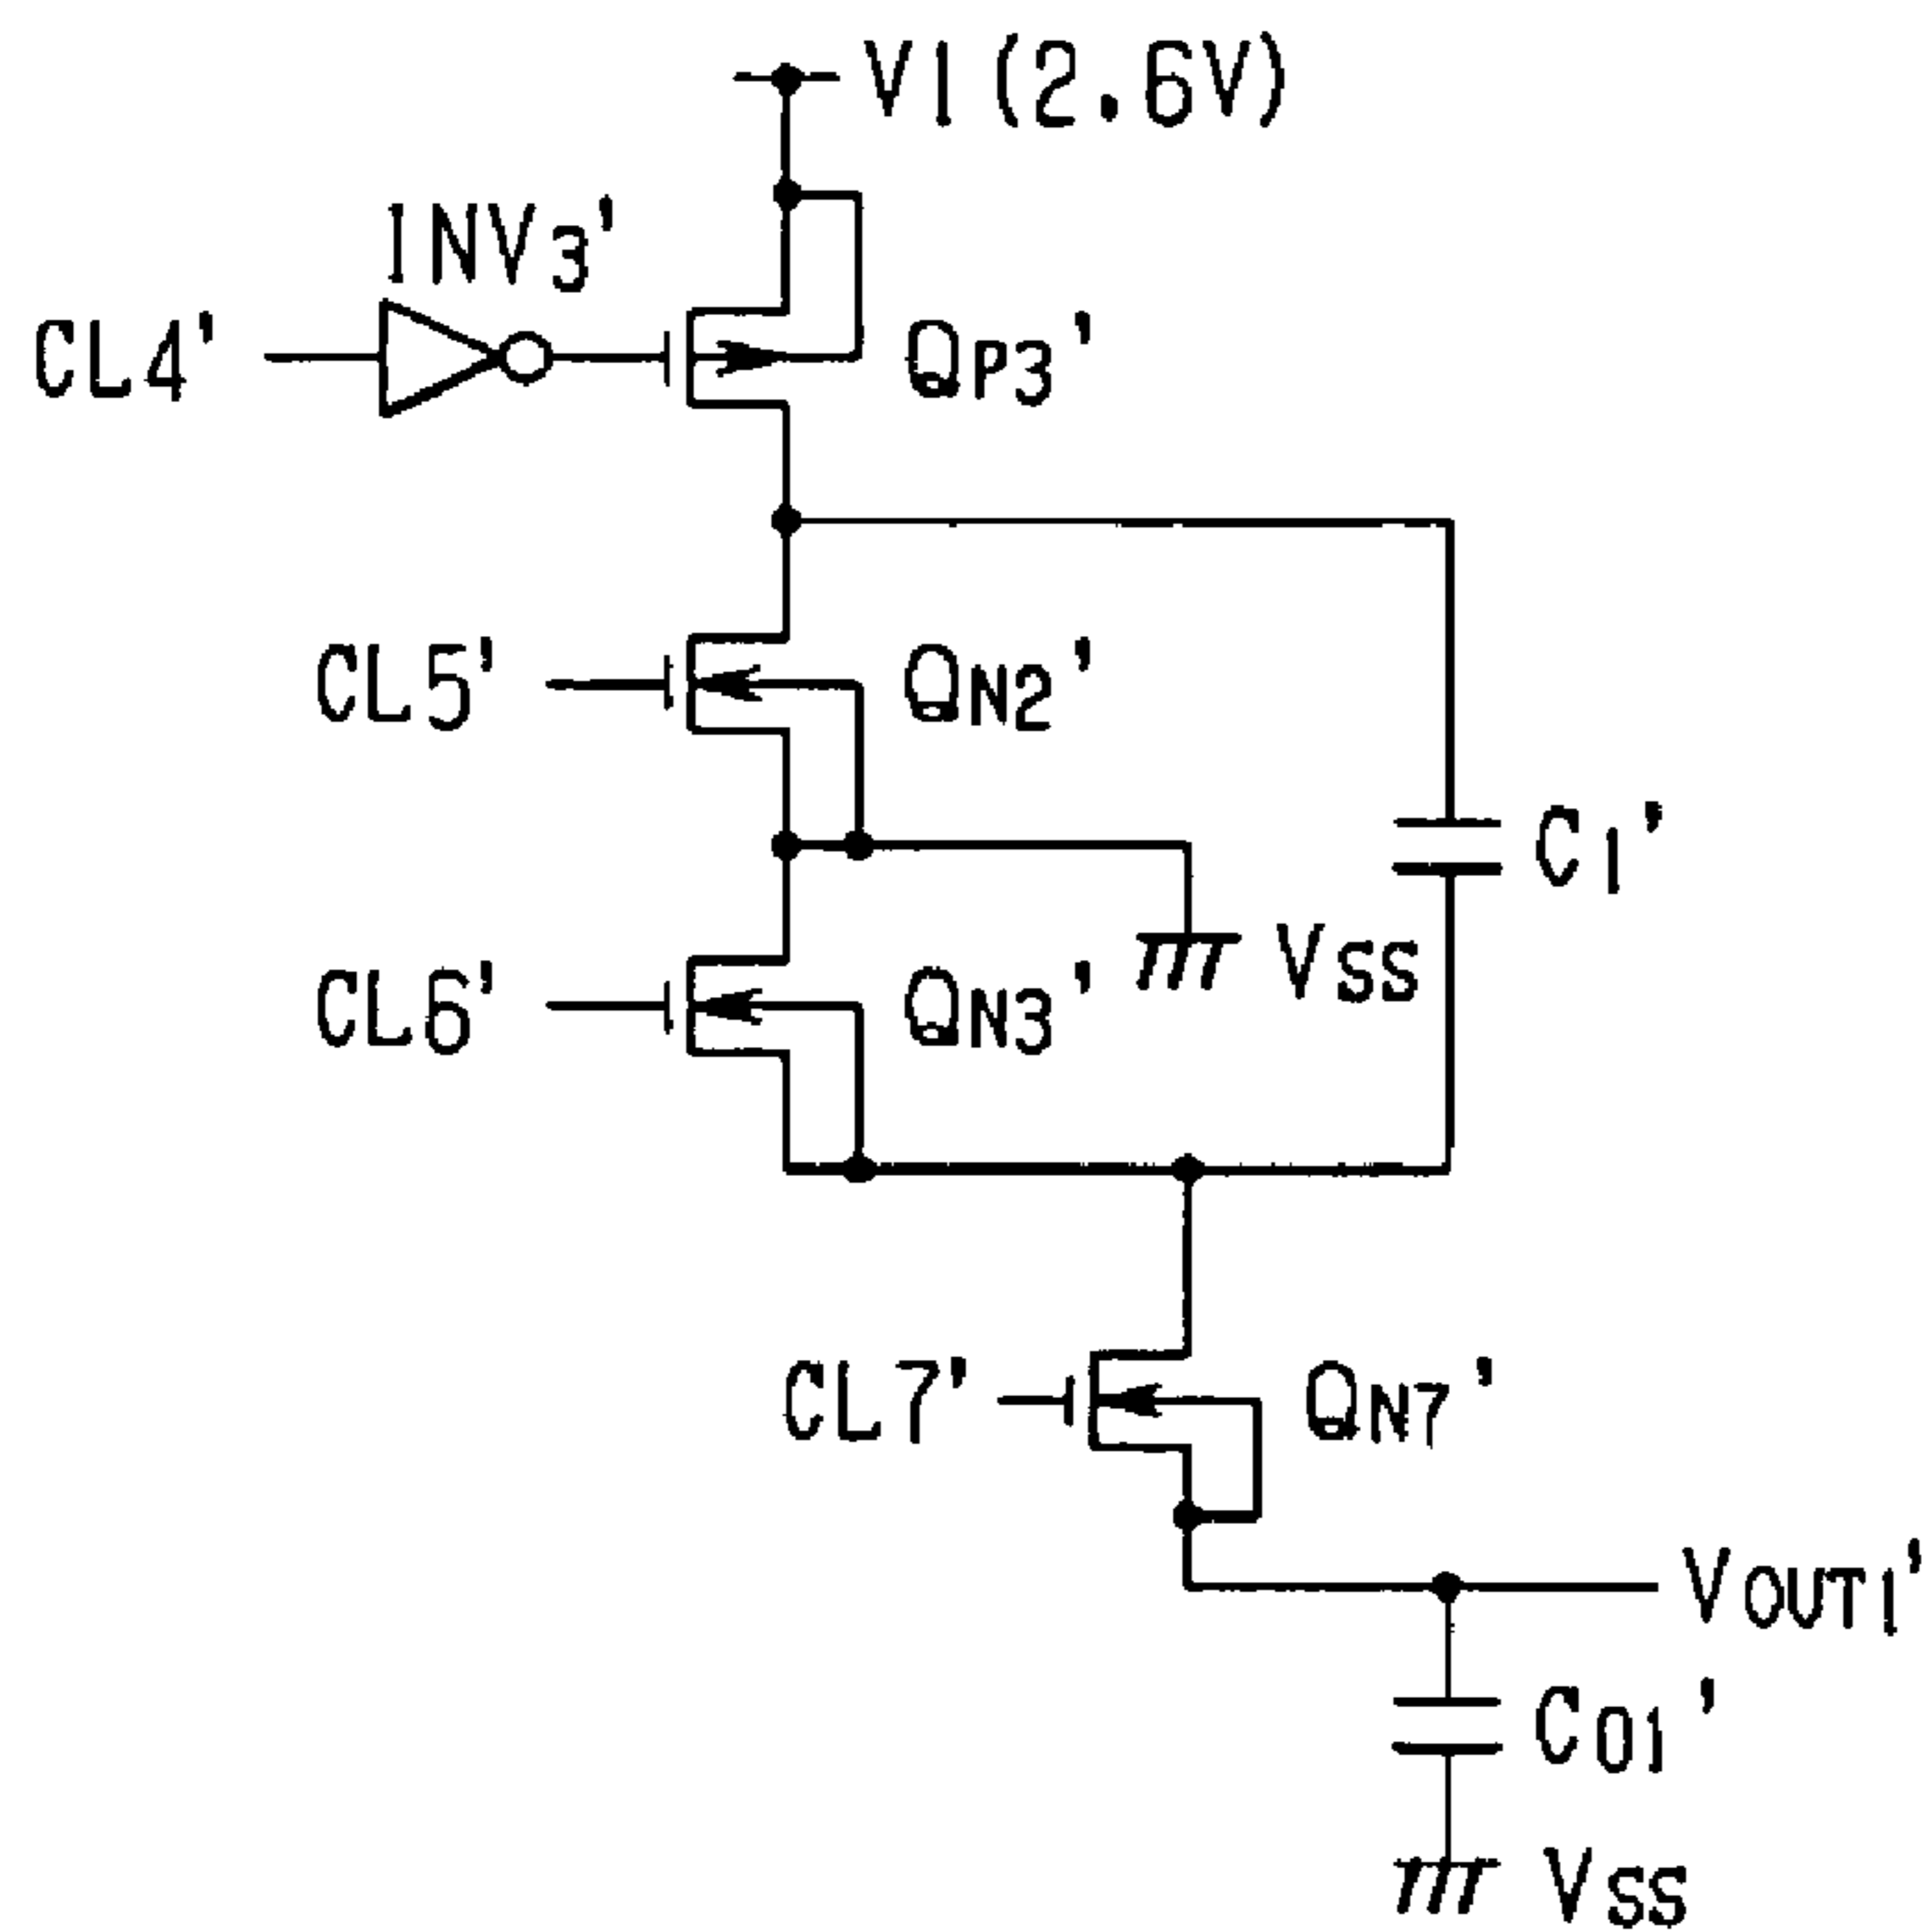 V1(2.6V)
INV3'
CL4'
QP3'
CL5'
QN2'
C1'
VSS
CL6'
QN3'
CL7'
QN7'
VOUT1'
C01'
VSS